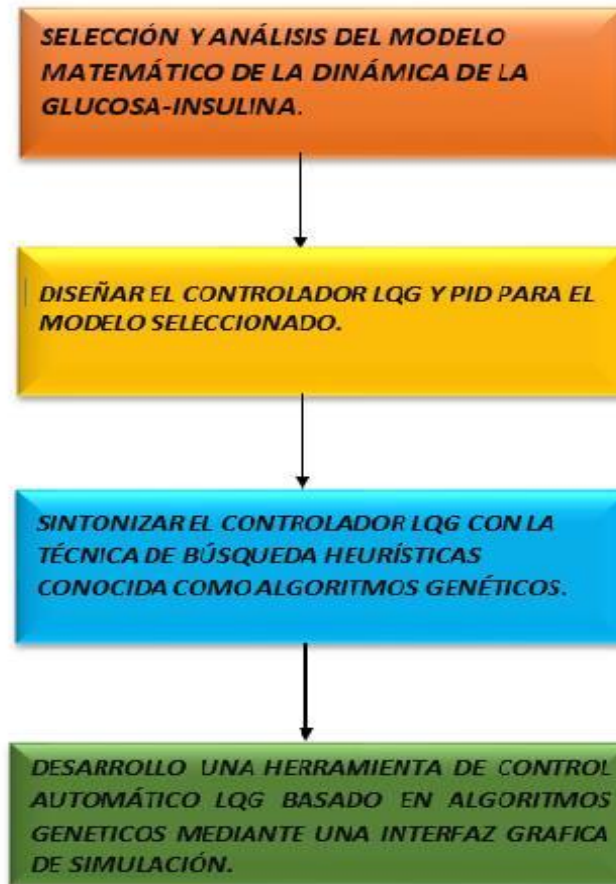 SELECCIÓN Y ANÁLISIS DEL MODELO
MATEMÁTICO DE LA DINÁMICA DE LA
GLUCOSA-INSULINA.
DISEÑAR EL CONTROLADOR LQG Y PID PARA EL
MODELO SELECCIONADO.
SINTONIZAR EL CONTROLADOR LQG CON LA
TÉCNICA DE BÚSQUEDA HEURÍSTICAS
CONOCIDA COMO ALGORITMOS GENÉTICOS.
DESARROLLO UNA HERRAMIENTA DE CONTROL
AUTOMÁTICO LQG BASADO EN ALGORITMOS
GENETICOS MEDIANTE UNA INTERFAZ GRAFICA
DE SIMULACIÓN.